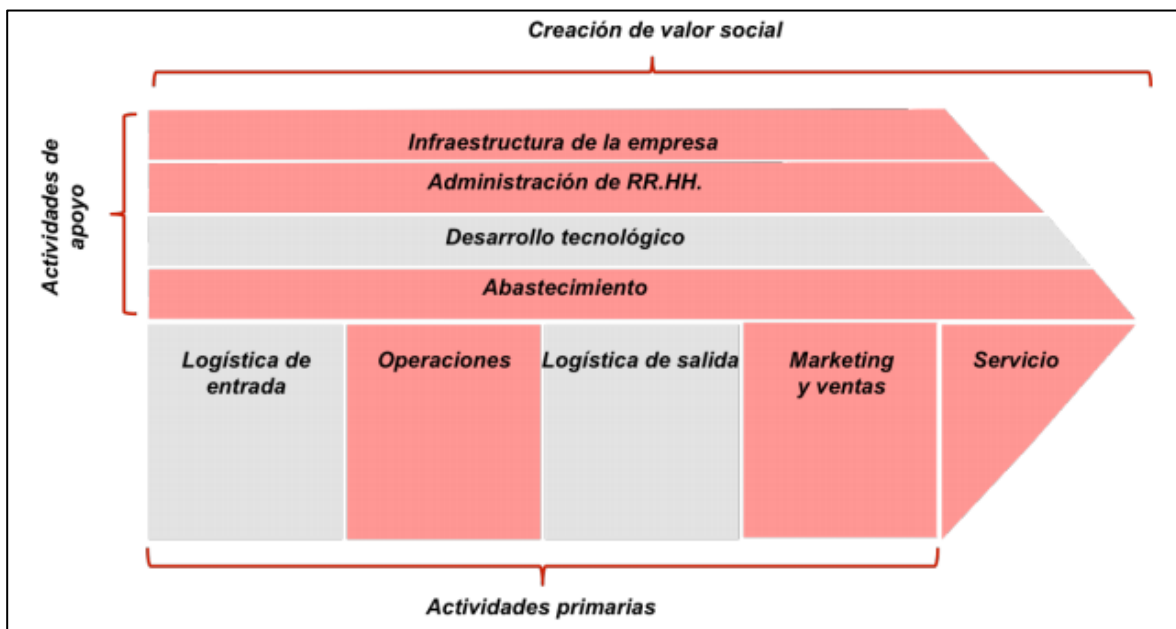 Creación de valor social
Actividades de
apoyo
Infraestructura de la empresa
Administración de RR.HH.
Desarrollo tecnológico
Abastecimiento
Logística de
entrada
Operaciones
Logística de salida
Marketing
y ventas
Servicio
Actividades primarias